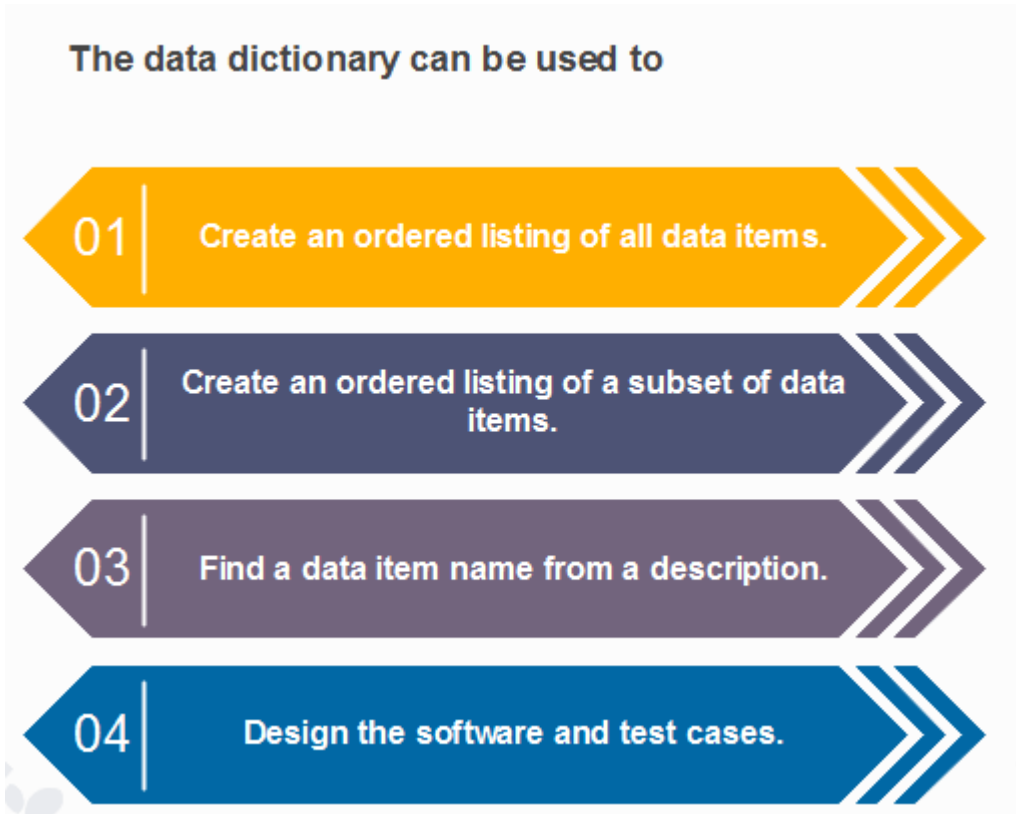 The data dictionary can be used to
01
Create an ordered listing of all data items.
02
Create an ordered listing of a subset of data
items.
03
Find a data item name from a description.
04
Design the software and test cases.